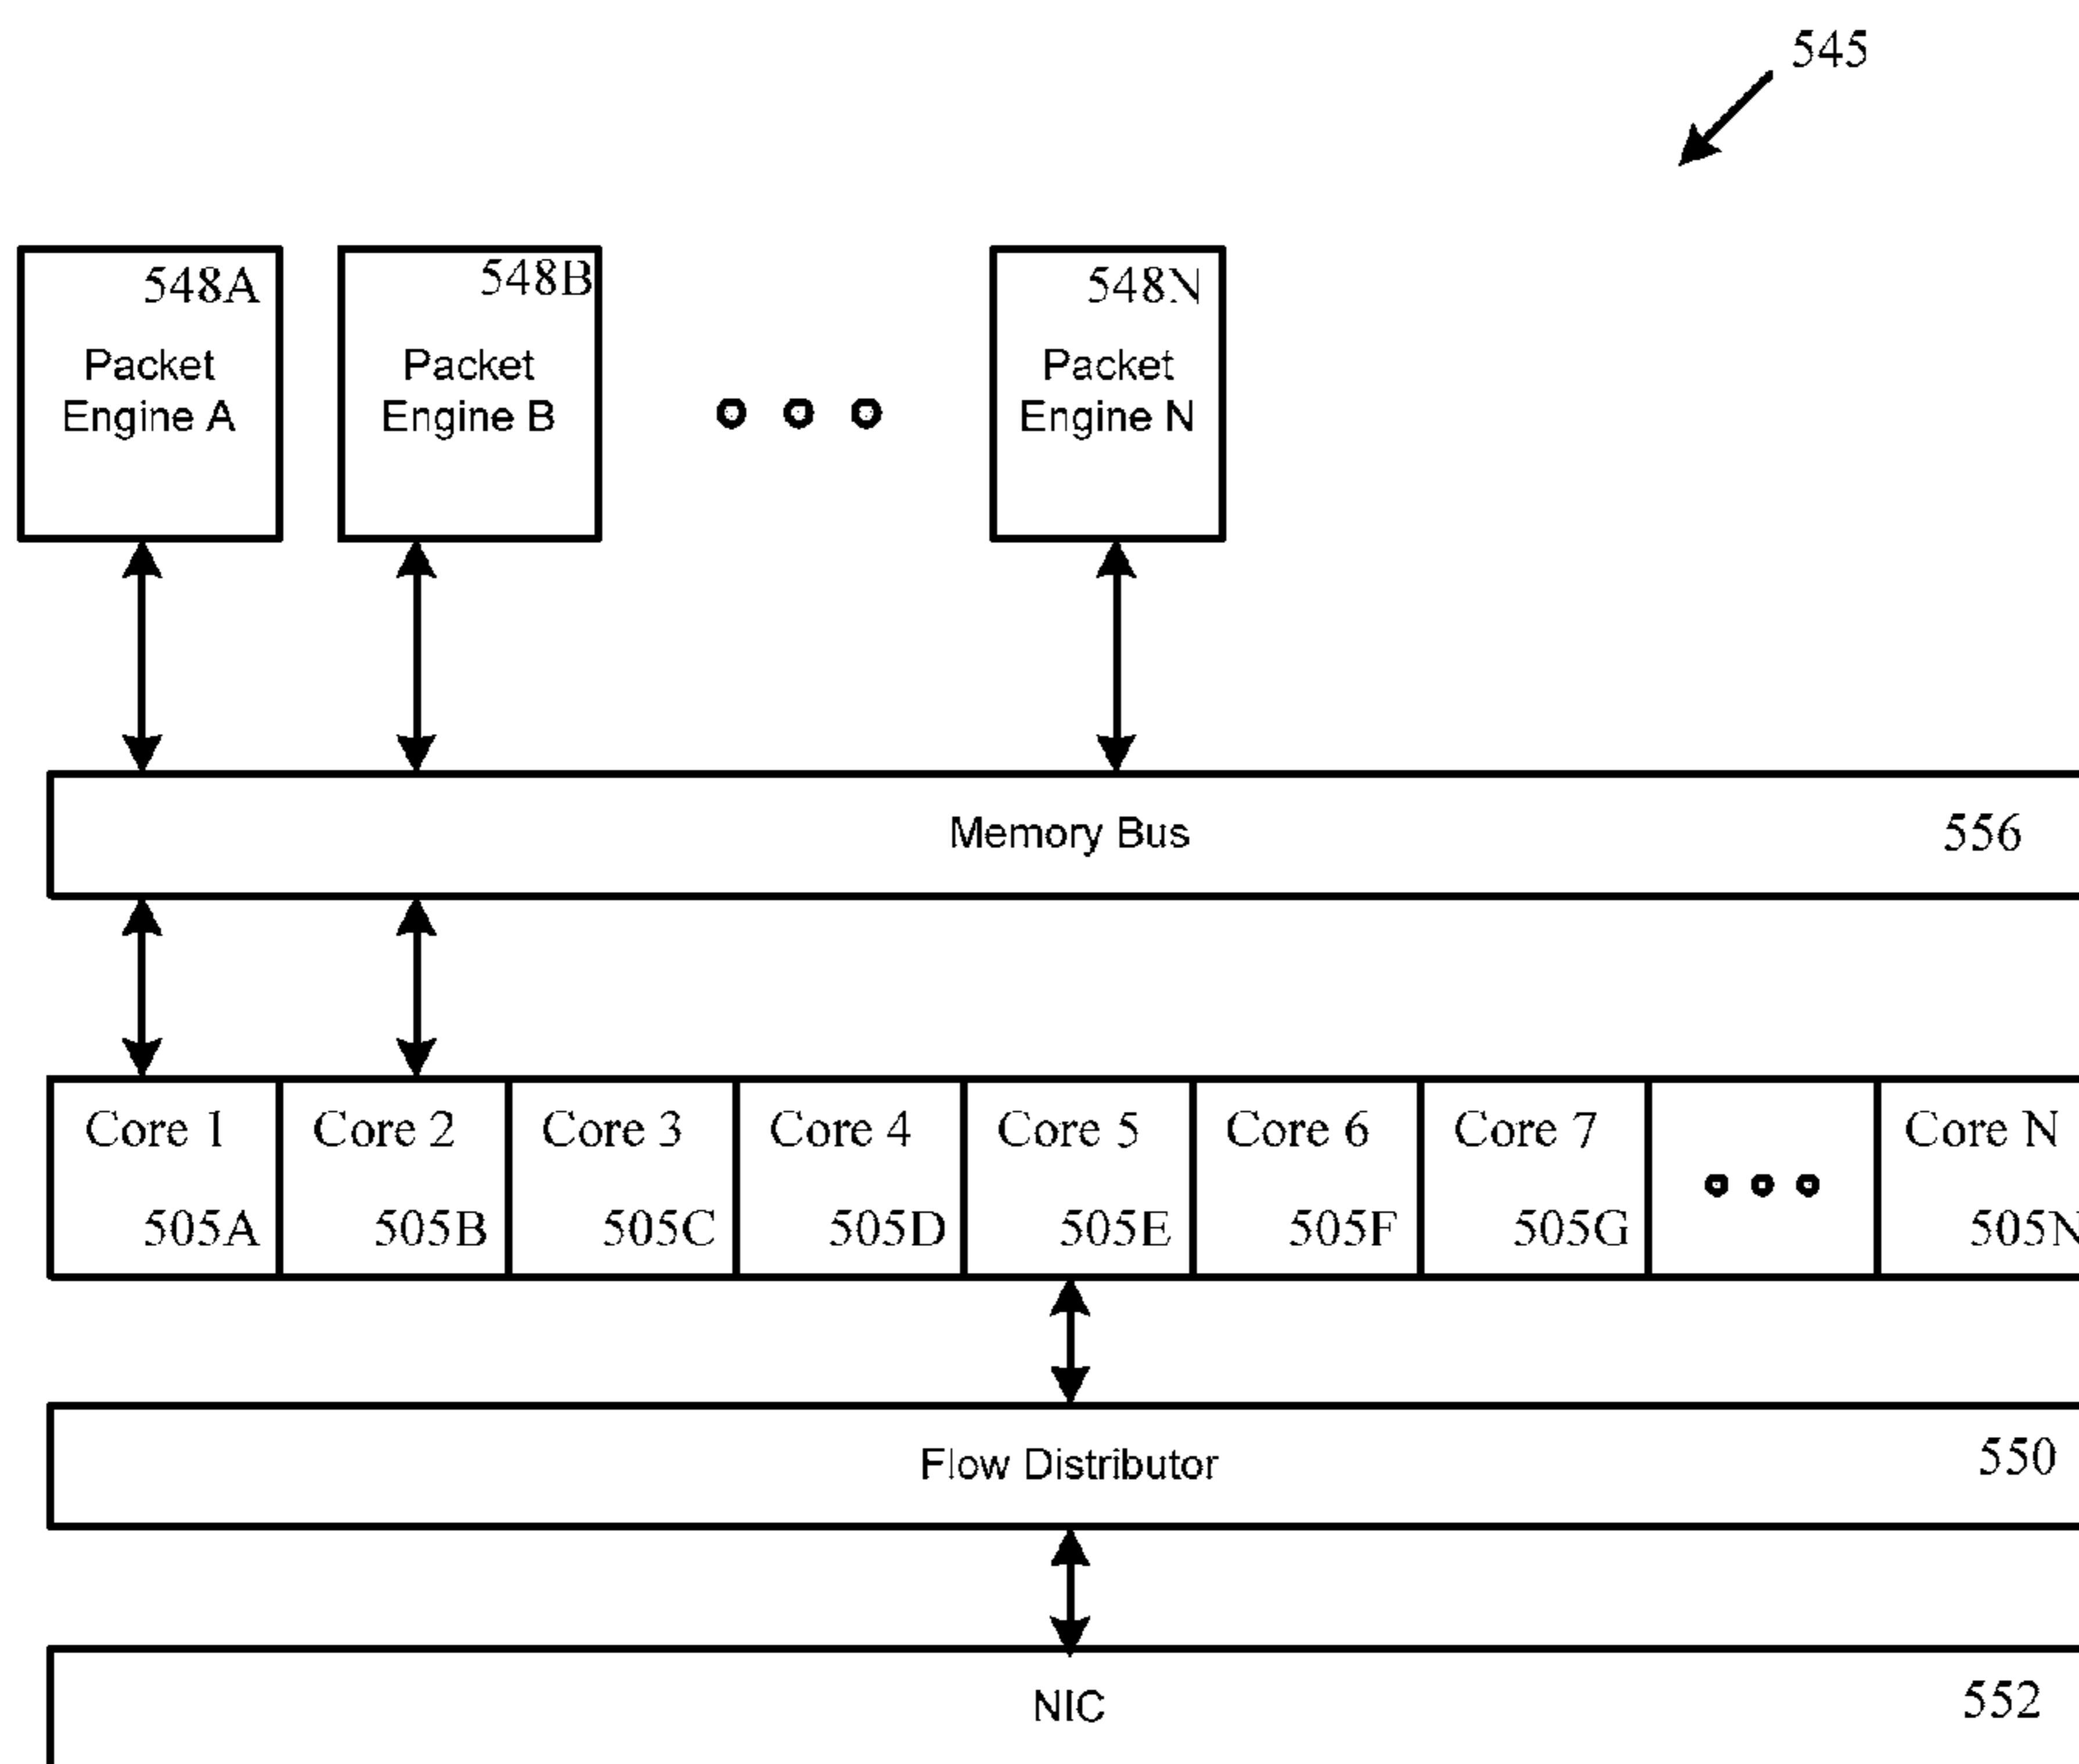 545
548A
Packet
Engine A
548B
Packet
Engine B
548N
Packet
Engine N
Memory Bus
556
Core 1
505A
Core 2
505B
Core 3
505C
Core 4
505D
Core 5
505E
Core 6
505F
Core 7
505G
Core N
505N
Flow Distributor
550
NIC
552